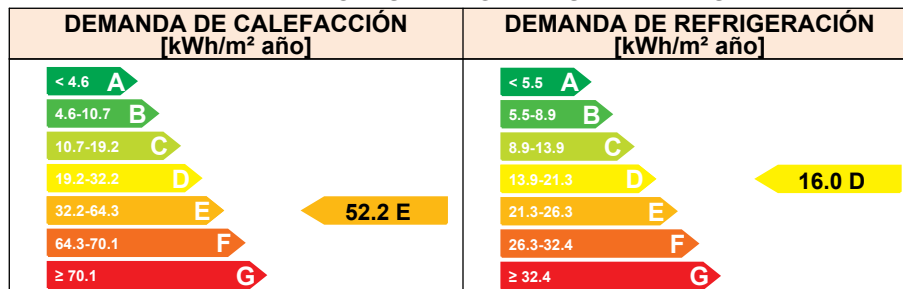 DEMANDA DE CALEFACCIÓN
[kWh/m² año]
< 4.6 A
4.6-10.7 B
10.7-19.2 C
19.2-32.2 D
32.2-64.3 E
52.2 E
64.3-70.1 F
≥ 70.1 G
DEMANDA DE REFRIGERACIÓN
[kWh/m² año]
< 5.5 A
5.5-8.9 B
8.9-13.9 C
13.9-21.3 D
16.0 D
21.3-26.3 E
26.3-32.4 F
≥ 32.4 G